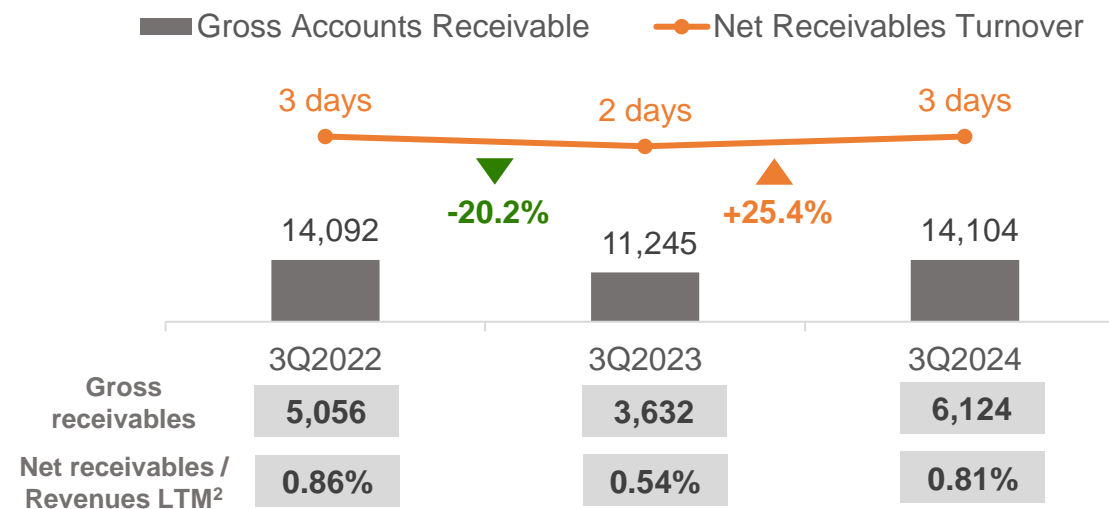 Gross Accounts Receivable Net Receivables Turnover
3 days 2 days 3 days
-20.2% +25.4%
14,092 11,245 14,104
3Q2022 3Q2023 3Q2024
Gross
receivables
5,056 3,632 6,124
Net receivables /
Revenues LTM²
0.86% 0.54% 0.81%